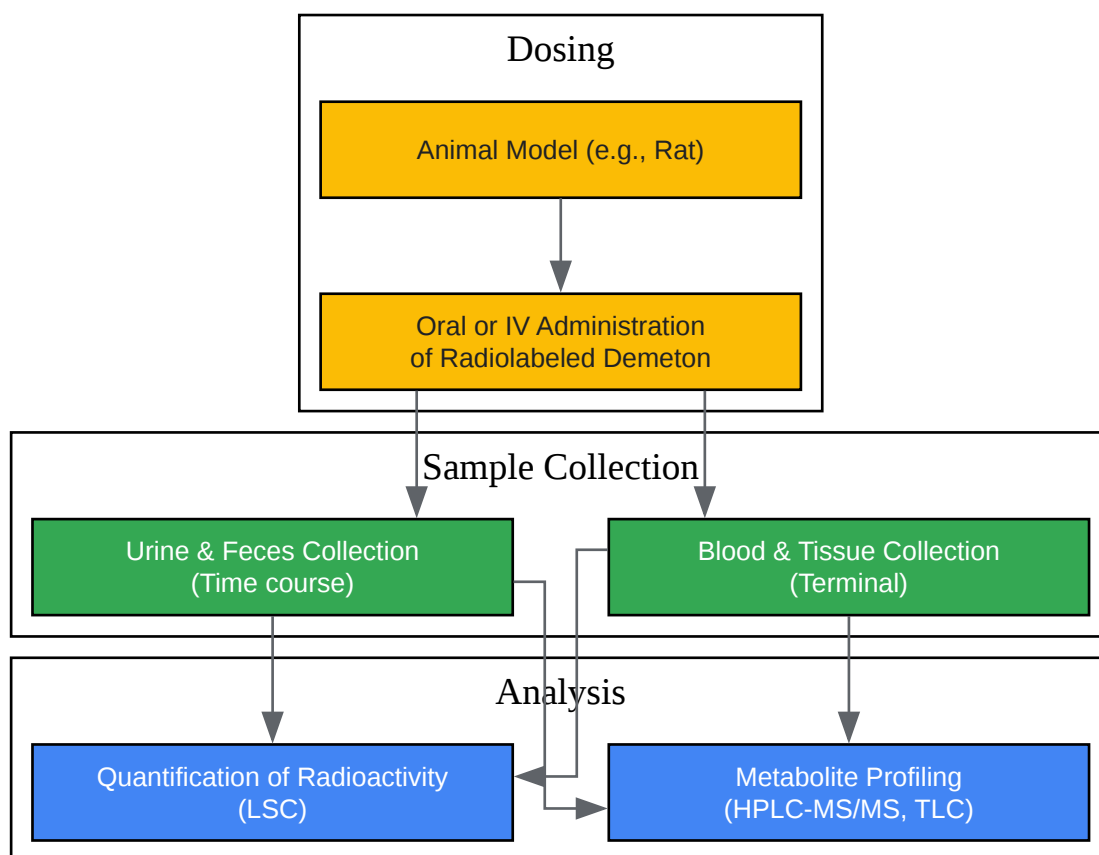 Dosing
Animal Model (e.g., Rat)
Oral or IV Administration
of Radiolabeled Demeton
Sample Collection
Urine & Feces Collection
(Time course)
Blood & Tissue Collection
(Terminal)
Analysis
Quantification of Radioactivity
(LSC)
Metabolite Profiling
(HPLC-MS/MS, TLC)